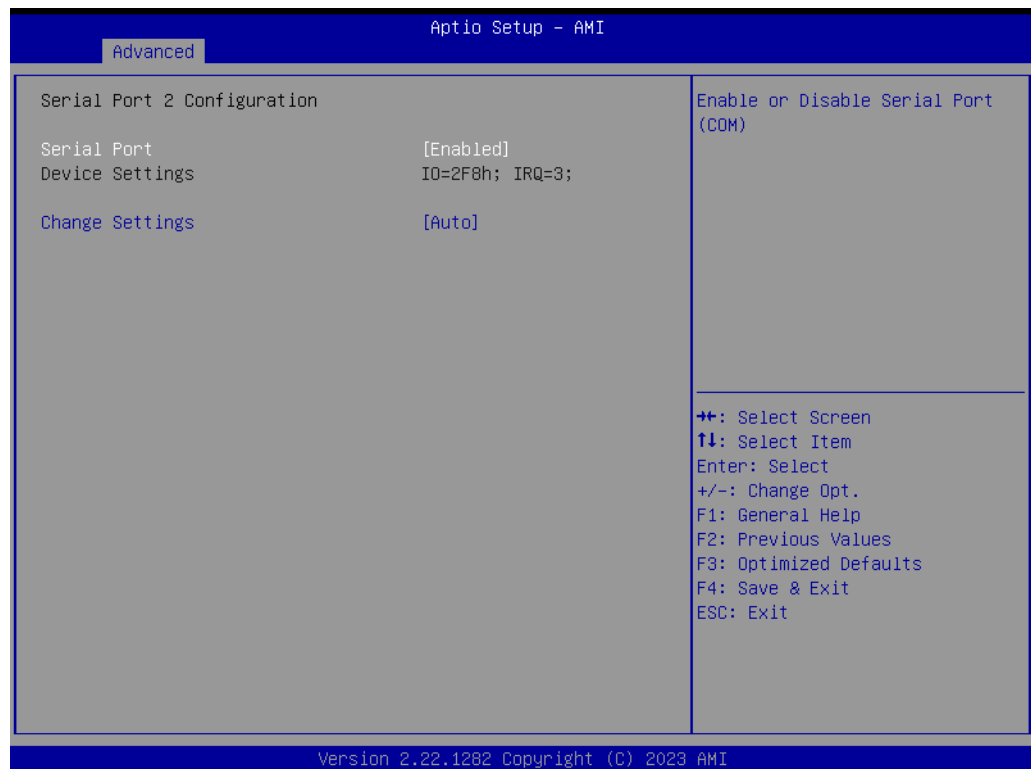 Aptio Setup – AMI
Advanced
Serial Port 2 Configuration
Serial Port [Enabled]
Device Settings IO=2F8h; IRQ=3;
Change Settings [Auto]
Enable or Disable Serial Port
(COM)
→←: Select Screen
↑↓: Select Item
Enter: Select
+/-: Change Opt.
F1: General Help
F2: Previous Values
F3: Optimized Defaults
F4: Save & Exit
ESC: Exit
Version 2.22.1282 Copyright (C) 2023 AMI